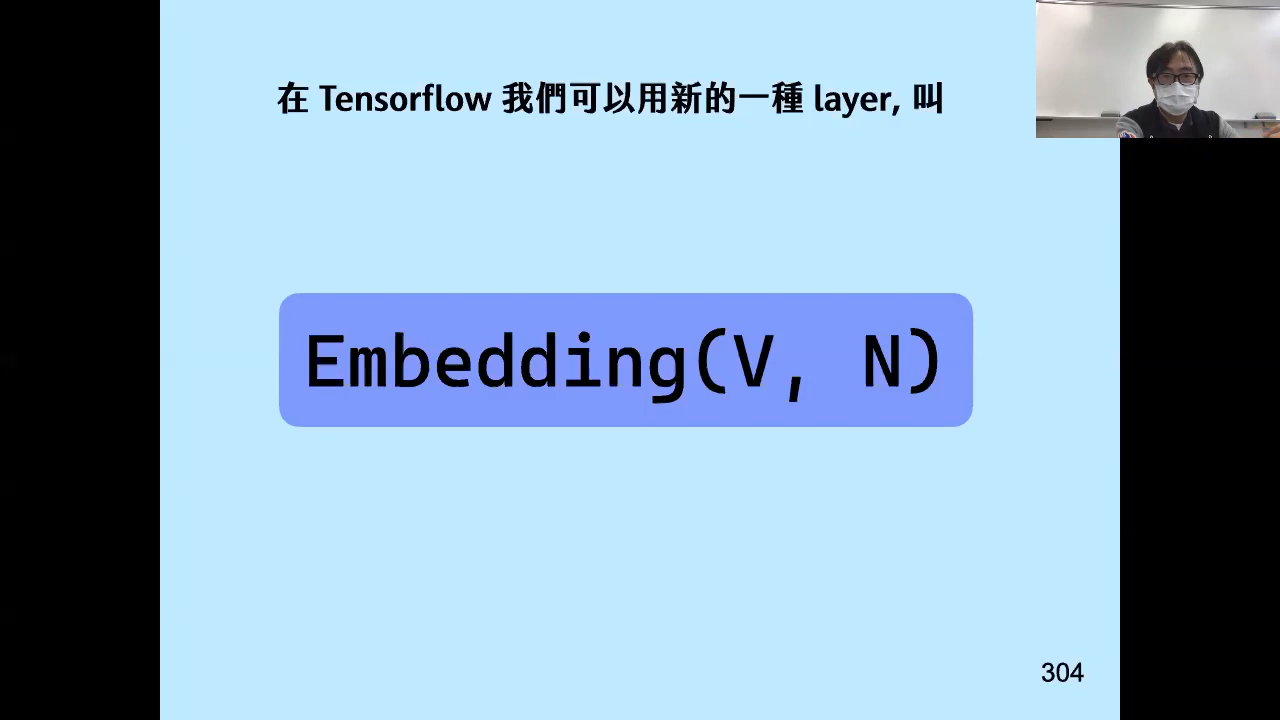 在 Tensorflow 我們可以用新的一種 layer, 叫
Embedding(V, N)
304